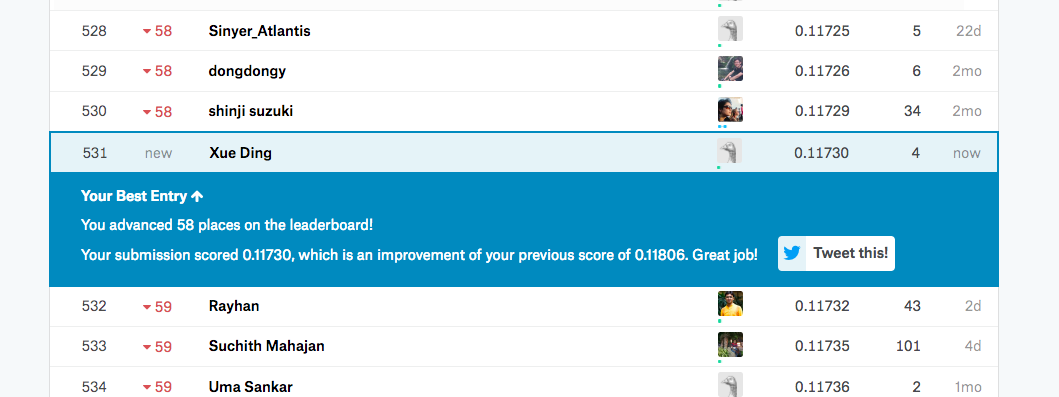 528 58 Sinyer_Atlantis 0.11725 5 22d
529 58 dongdongy 0.11726 6 2mo
530 58 shinji suzuki 0.11729 34 2mo
531 new Xue Ding 0.11730 4 now
Your Best Entry
You advanced 58 places on the leaderboard!
Your submission scored 0.11730, which is an improvement of your previous score of 0.11806. Great job! Tweet this!
532 59 Rayhan 0.11732 43 2d
533 59 Suchith Mahajan 0.11735 101 4d
534 59 Uma Sankar 0.11736 2 1mo